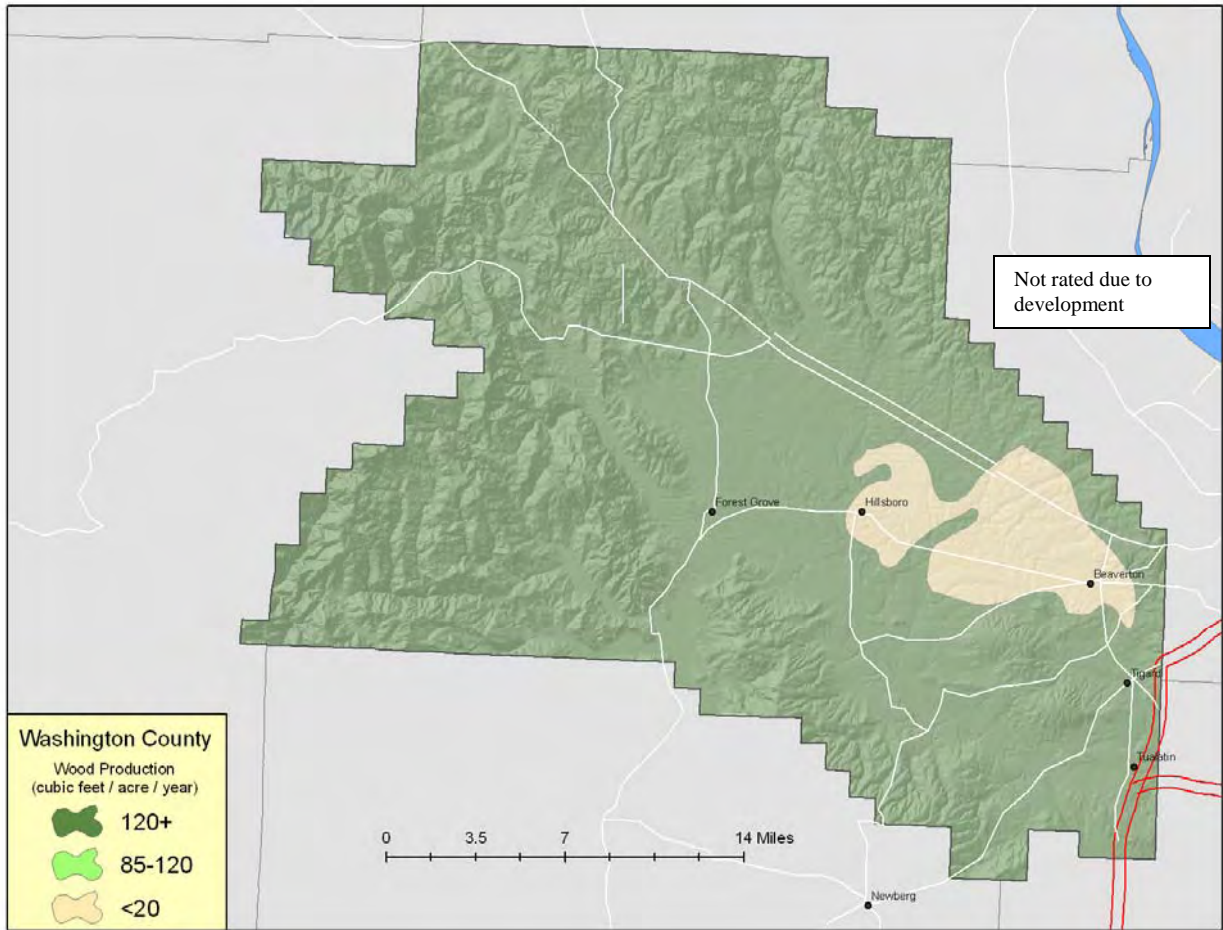 Not rated due to
development
Forest Grove
Hillsboro
Beaverton
Tigard
Tualatin
Newberg
Washington County
Wood Production
(cubic feet / acre / year)
120+
85-120
<20
0 3.5 7 14 Miles